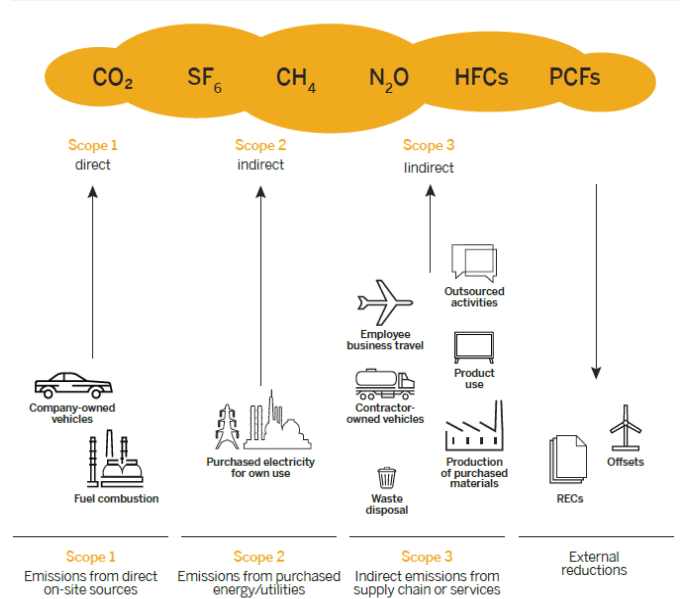 CO₂ SF₆ CH₄ N₂O HFCs PCFs
Scope 1
direct
Scope 2
indirect
Scope 3
Iindirect
Outsourced
activities
Employee
business travel
Product
use
Company-owned
vehicles
Contractor-
owned vehicles
Purchased electricity
for own use
Production
of purchased
materials
Offsets
Fuel combustion
Waste
disposal
RECs
Scope 1
Emissions from direct
on-site sources
Scope 2
Emissions from purchased
energy/utilities
Scope 3
Indirect emissions from
supply chain or services
External
reductions